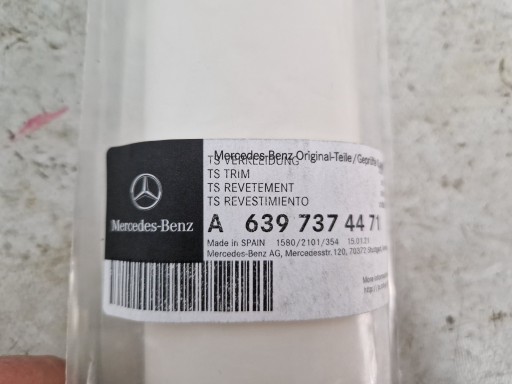 Mercedes-Benz Original-Teile/Geprüfte
TS VERKLEIDUNG
TS TRIM
TS REVETEMENT
TS REVESTIMIENTO
Mercedes-Benz
A 639 737 44 71
Made in SPAIN 1580/2101/354
Mercedes-Benz AG, Mercedesstr. 120, 70372 Stuttgart,